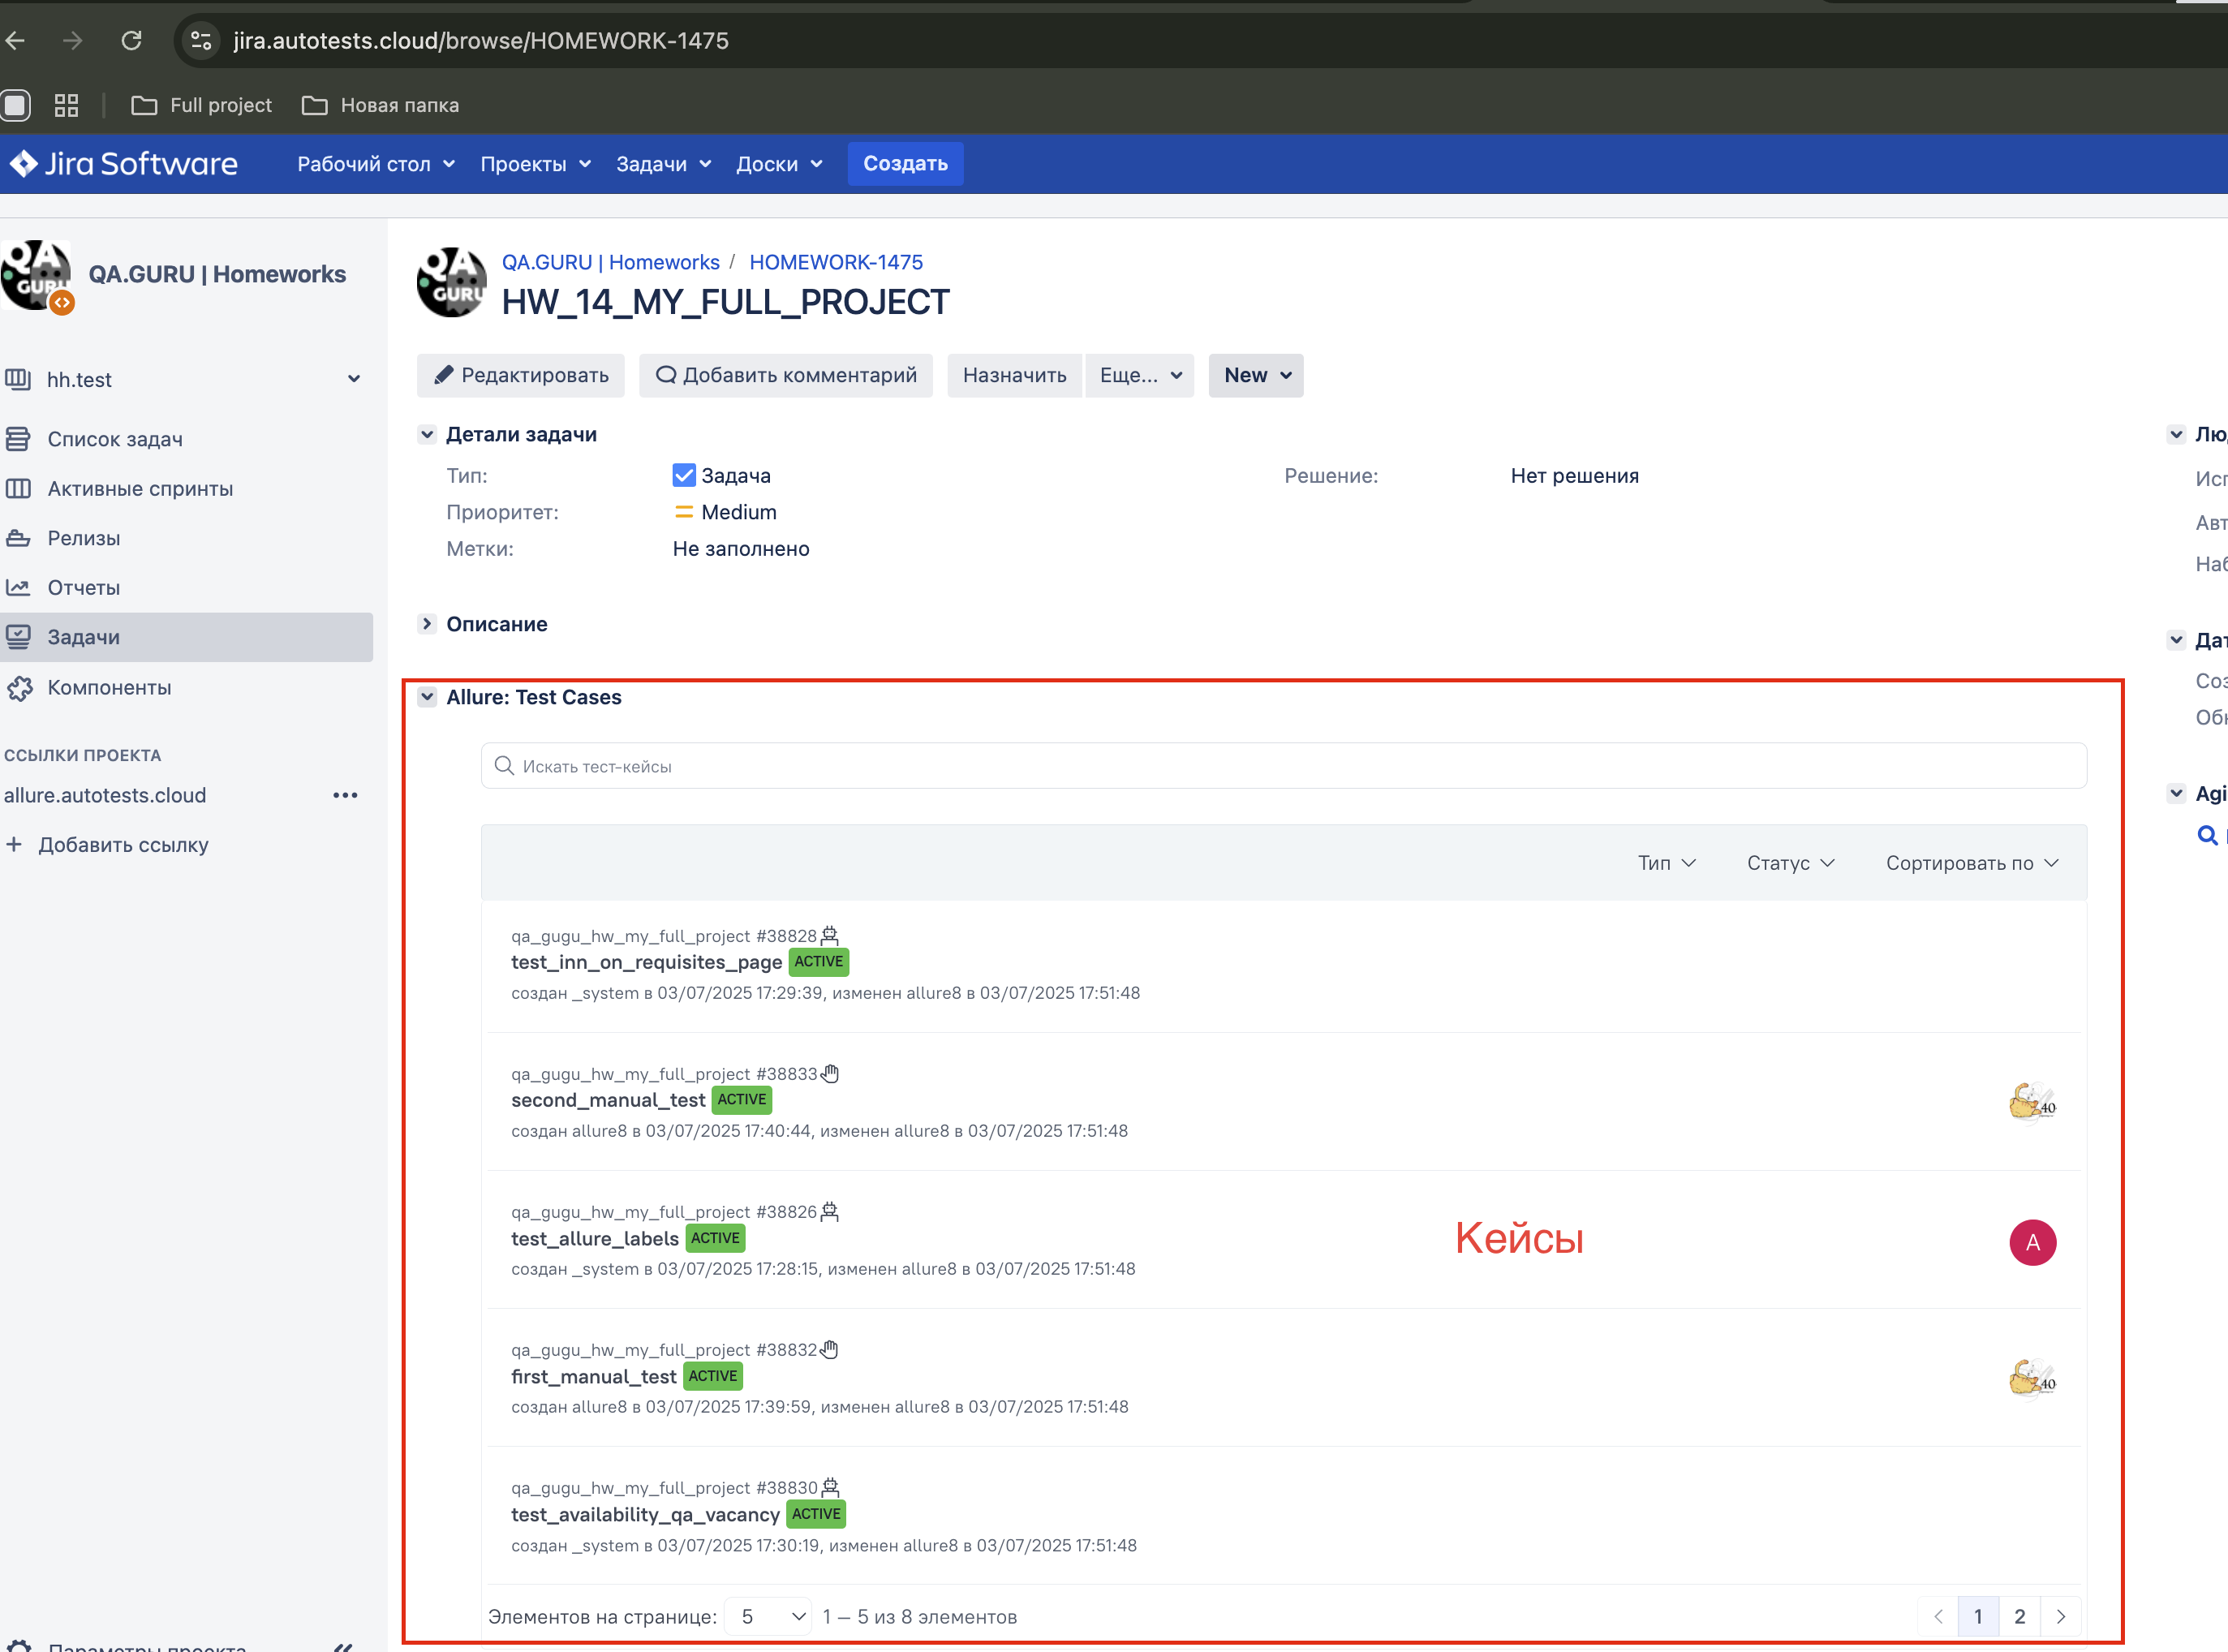 jira.autotests.cloud/browse/HOMEWORK-1475
Full project
Новая папка
Jira Software
Рабочий стол
Проекты
Задачи
Доски
Создать
QA GURU
QA.GURU | Homeworks
hh.test
Список задач
Активные спринты
Релизы
Отчеты
Задачи
Компоненты
ССЫЛКИ ПРОЕКТА
allure.autotests.cloud
Добавить ссылку
QA GURU
QA.GURU | Homeworks / HOMEWORK-1475
HW_14_MY_FULL_PROJECT
Редактировать
Добавить комментарий
Назначить
Еще...
New
Детали задачи
Тип: Задача
Решение: Нет решения
Приоритет: Medium
Метки: Не заполнено
Описание
Allure: Test Cases
Искать тест-кейсы
Тип
Статус
Сортировать по
qa_gugu_hw_my_full_project #38828
test_inn_on_requisites_page ACTIVE
создан _system в 03/07/2025 17:29:39, изменен allure8 в 03/07/2025 17:51:48
qa_gugu_hw_my_full_project #38833
second_manual_test ACTIVE
создан allure8 в 03/07/2025 17:40:44, изменен allure8 в 03/07/2025 17:51:48
40
qa_gugu_hw_my_full_project #38826
test_allure_labels ACTIVE
создан _system в 03/07/2025 17:28:15, изменен allure8 в 03/07/2025 17:51:48
Кейсы
A
qa_gugu_hw_my_full_project #38832
first_manual_test ACTIVE
создан allure8 в 03/07/2025 17:39:59, изменен allure8 в 03/07/2025 17:51:48
40
qa_gugu_hw_my_full_project #38830
test_availability_qa_vacancy ACTIVE
создан _system в 03/07/2025 17:30:19, изменен allure8 в 03/07/2025 17:51:48
Элементов на странице: 5
1 — 5 из 8 элементов
1 2
Лю
Исп
Авт
Наб
Дат
Соз
Обн
Agi
Параметры проекта